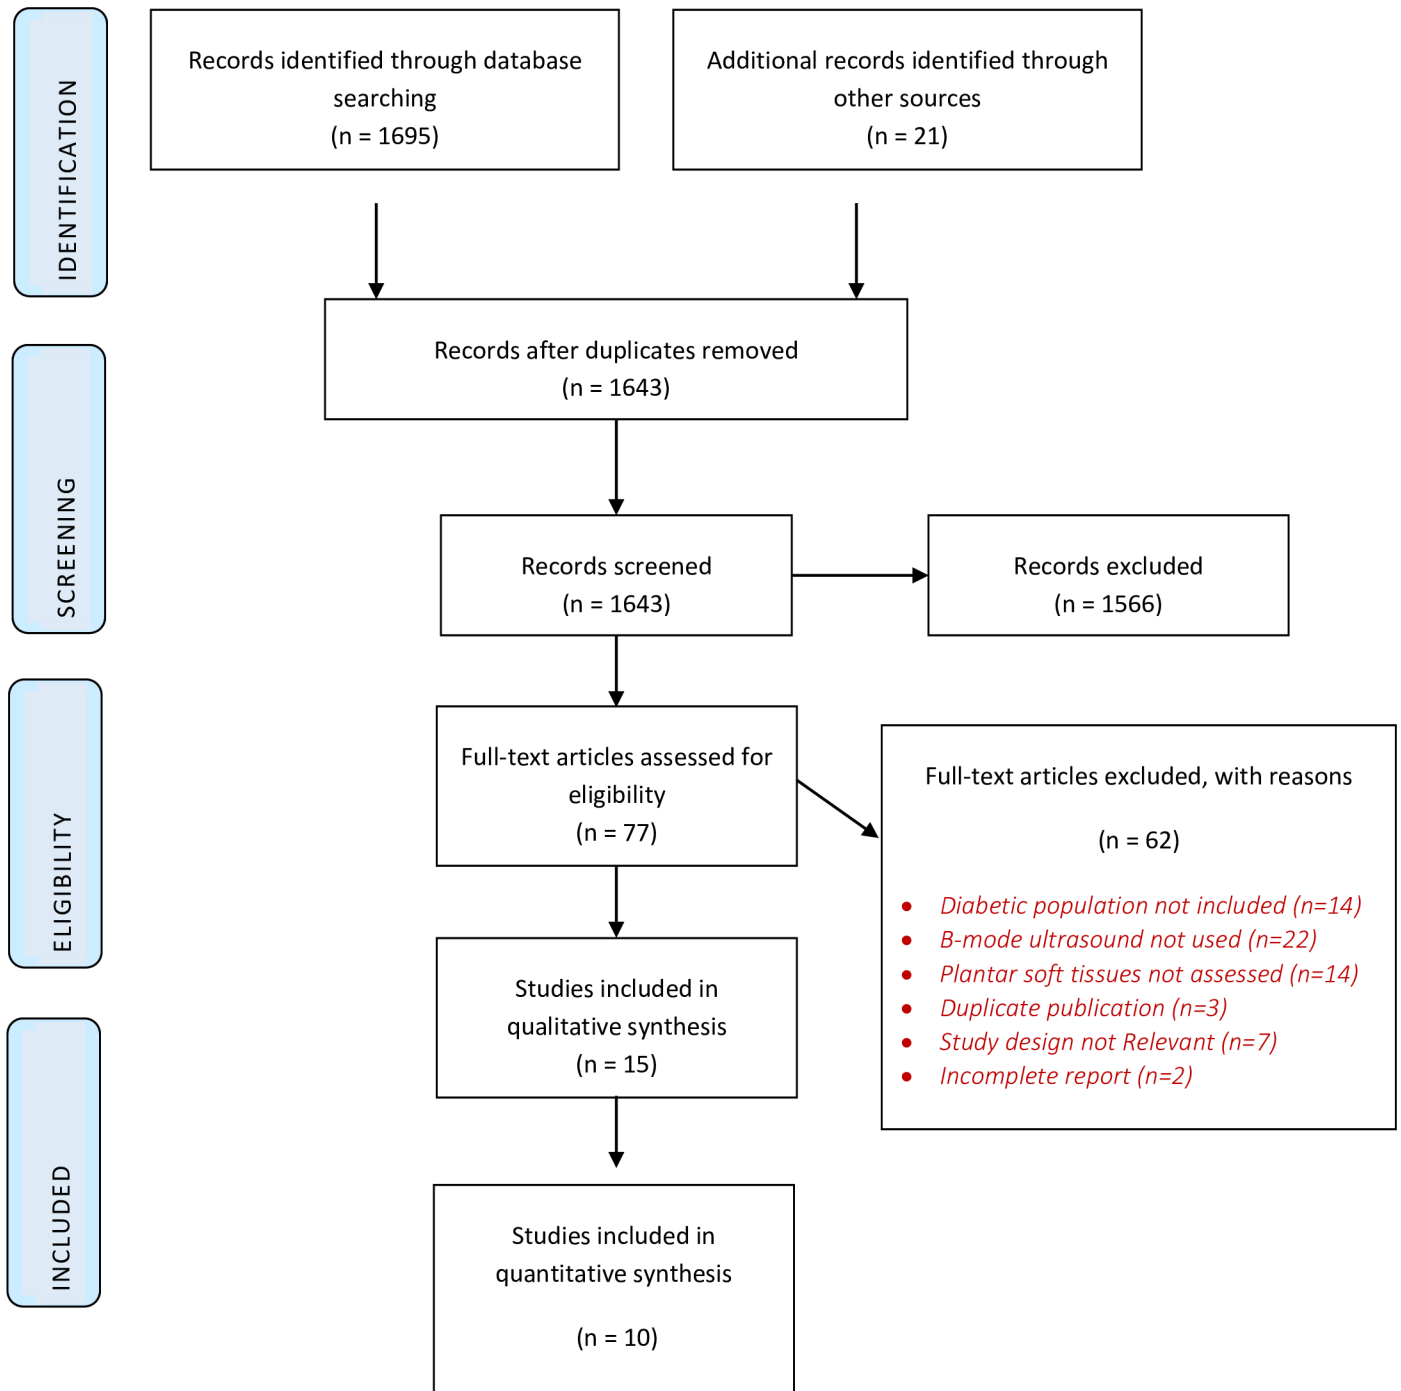 IDENTIFICATION
Records identified through database
searching
(n = 1695)
Additional records identified through
other sources
(n = 21)
Records after duplicates removed
(n = 1643)
SCREENING
Records screened
(n = 1643)
Records excluded
(n = 1566)
ELIGIBILITY
Full-text articles assessed for
eligibility
(n = 77)
Full-text articles excluded, with reasons
(n = 62)
• Diabetic population not included (n=14)
• B-mode ultrasound not used (n=22)
• Plantar soft tissues not assessed (n=14)
• Duplicate publication (n=3)
• Study design not Relevant (n=7)
• Incomplete report (n=2)
Studies included in
qualitative synthesis
(n = 15)
INCLUDED
Studies included in
quantitative synthesis
(n = 10)